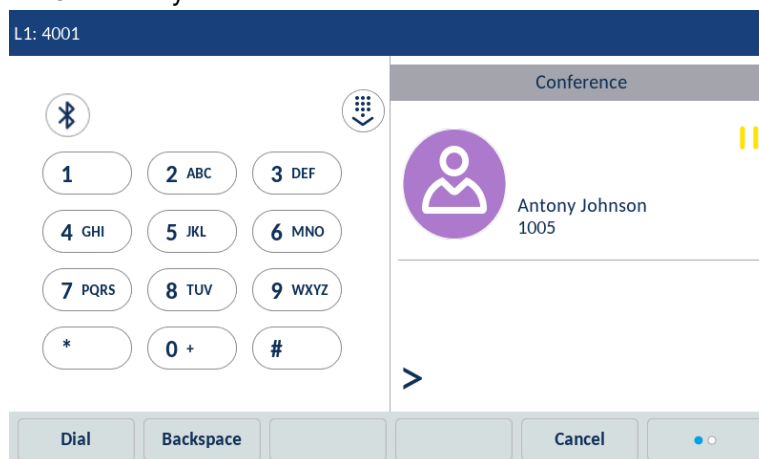 L1: 4001
Conference
1
2 ABC
3 DEF
4 GHI
5 JKL
6 MNO
7 PQRS
8 TUV
9 WXYZ
*
0 +
#
Antony Johnson
1005
>
Dial
Backspace
Cancel